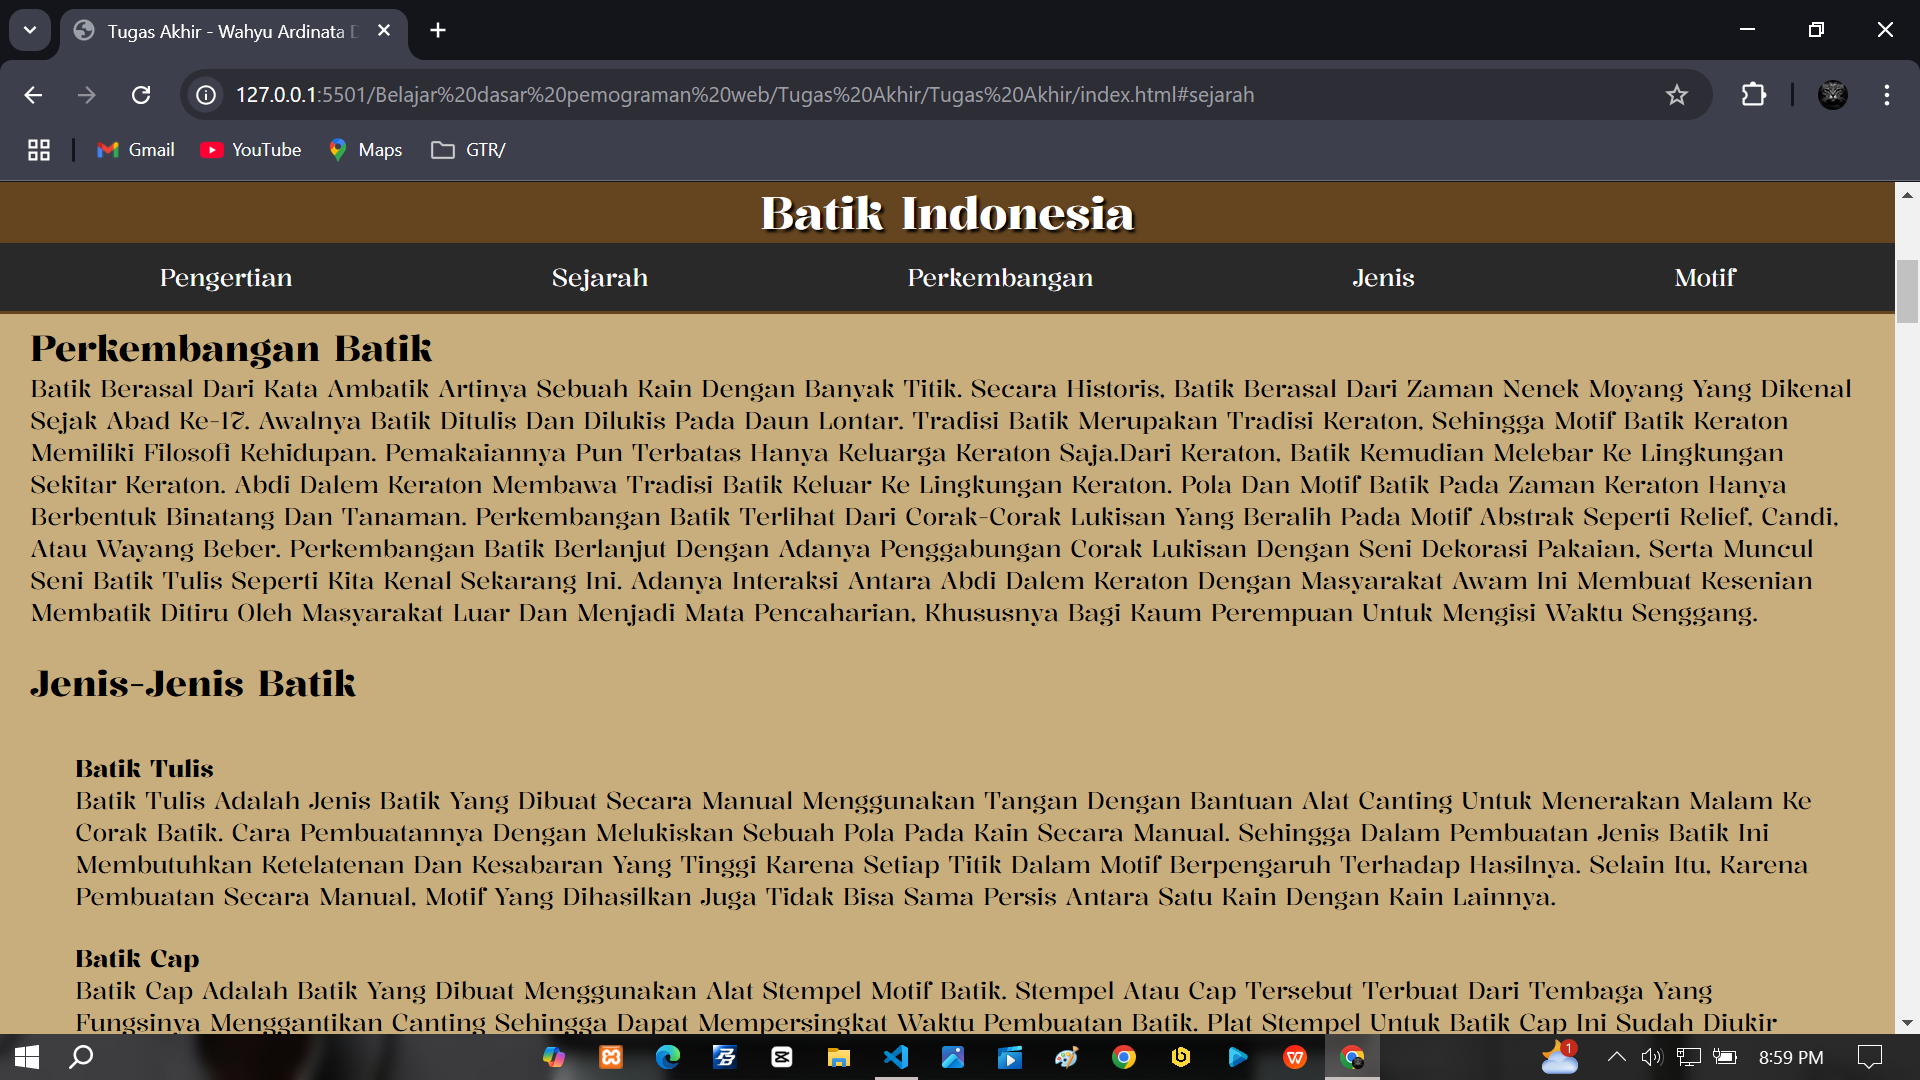 Tugas Akhir - Wahyu Ardinata
127.0.0.1:5501/Belajar%20dasar%20pemograman%20web/Tugas%20Akhir/Tugas%20Akhir/index.html#sejarah
Gmail YouTube Maps GTR/
Batik Indonesia
Pengertian Sejarah Perkembangan Jenis Motif
Perkembangan Batik
Batik Berasal Dari Kata Ambatik Artinya Sebuah Kain Dengan Banyak Titik. Secara Historis, Batik Berasal Dari Zaman Nenek Moyang Yang Dikenal
Sejak Abad Ke-17. Awalnya Batik Ditulis Dan Dilukis Pada Daun Lontar. Tradisi Batik Merupakan Tradisi Keraton, Sehingga Motif Batik Keraton
Memiliki Filosofi Kehidupan. Pemakaiannya Pun Terbatas Hanya Keluarga Keraton Saja.Dari Keraton, Batik Kemudian Melebar Ke Lingkungan
Sekitar Keraton. Abdi Dalem Keraton Membawa Tradisi Batik Keluar Ke Lingkungan Keraton. Pola Dan Motif Batik Pada Zaman Keraton Hanya
Berbentuk Binatang Dan Tanaman. Perkembangan Batik Terlihat Dari Corak-Corak Lukisan Yang Beralih Pada Motif Abstrak Seperti Relief, Candi,
Atau Wayang Beber. Perkembangan Batik Berlanjut Dengan Adanya Penggabungan Corak Lukisan Dengan Seni Dekorasi Pakaian, Serta Muncul
Seni Batik Tulis Seperti Kita Kenal Sekarang Ini. Adanya Interaksi Antara Abdi Dalem Keraton Dengan Masyarakat Awam Ini Membuat Kesenian
Membatik Ditiru Oleh Masyarakat Luar Dan Menjadi Mata Pencaharian, Khususnya Bagi Kaum Perempuan Untuk Mengisi Waktu Senggang.
Jenis-Jenis Batik
Batik Tulis
Batik Tulis Adalah Jenis Batik Yang Dibuat Secara Manual Menggunakan Tangan Dengan Bantuan Alat Canting Untuk Menerakan Malam Ke
Corak Batik. Cara Pembuatannya Dengan Melukiskan Sebuah Pola Pada Kain Secara Manual. Sehingga Dalam Pembuatan Jenis Batik Ini
Membutuhkan Ketelatenan Dan Kesabaran Yang Tinggi Karena Setiap Titik Dalam Motif Berpengaruh Terhadap Hasilnya. Selain Itu, Karena
Pembuatan Secara Manual, Motif Yang Dihasilkan Juga Tidak Bisa Sama Persis Antara Satu Kain Dengan Kain Lainnya.
Batik Cap
Batik Cap Adalah Batik Yang Dibuat Menggunakan Alat Stempel Motif Batik. Stempel Atau Cap Tersebut Terbuat Dari Tembaga Yang
Fungsinya Menggantikan Canting Sehingga Dapat Mempersingkat Waktu Pembuatan Batik. Plat Stempel Untuk Batik Cap Ini Sudah Diukir
1
8:59 PM